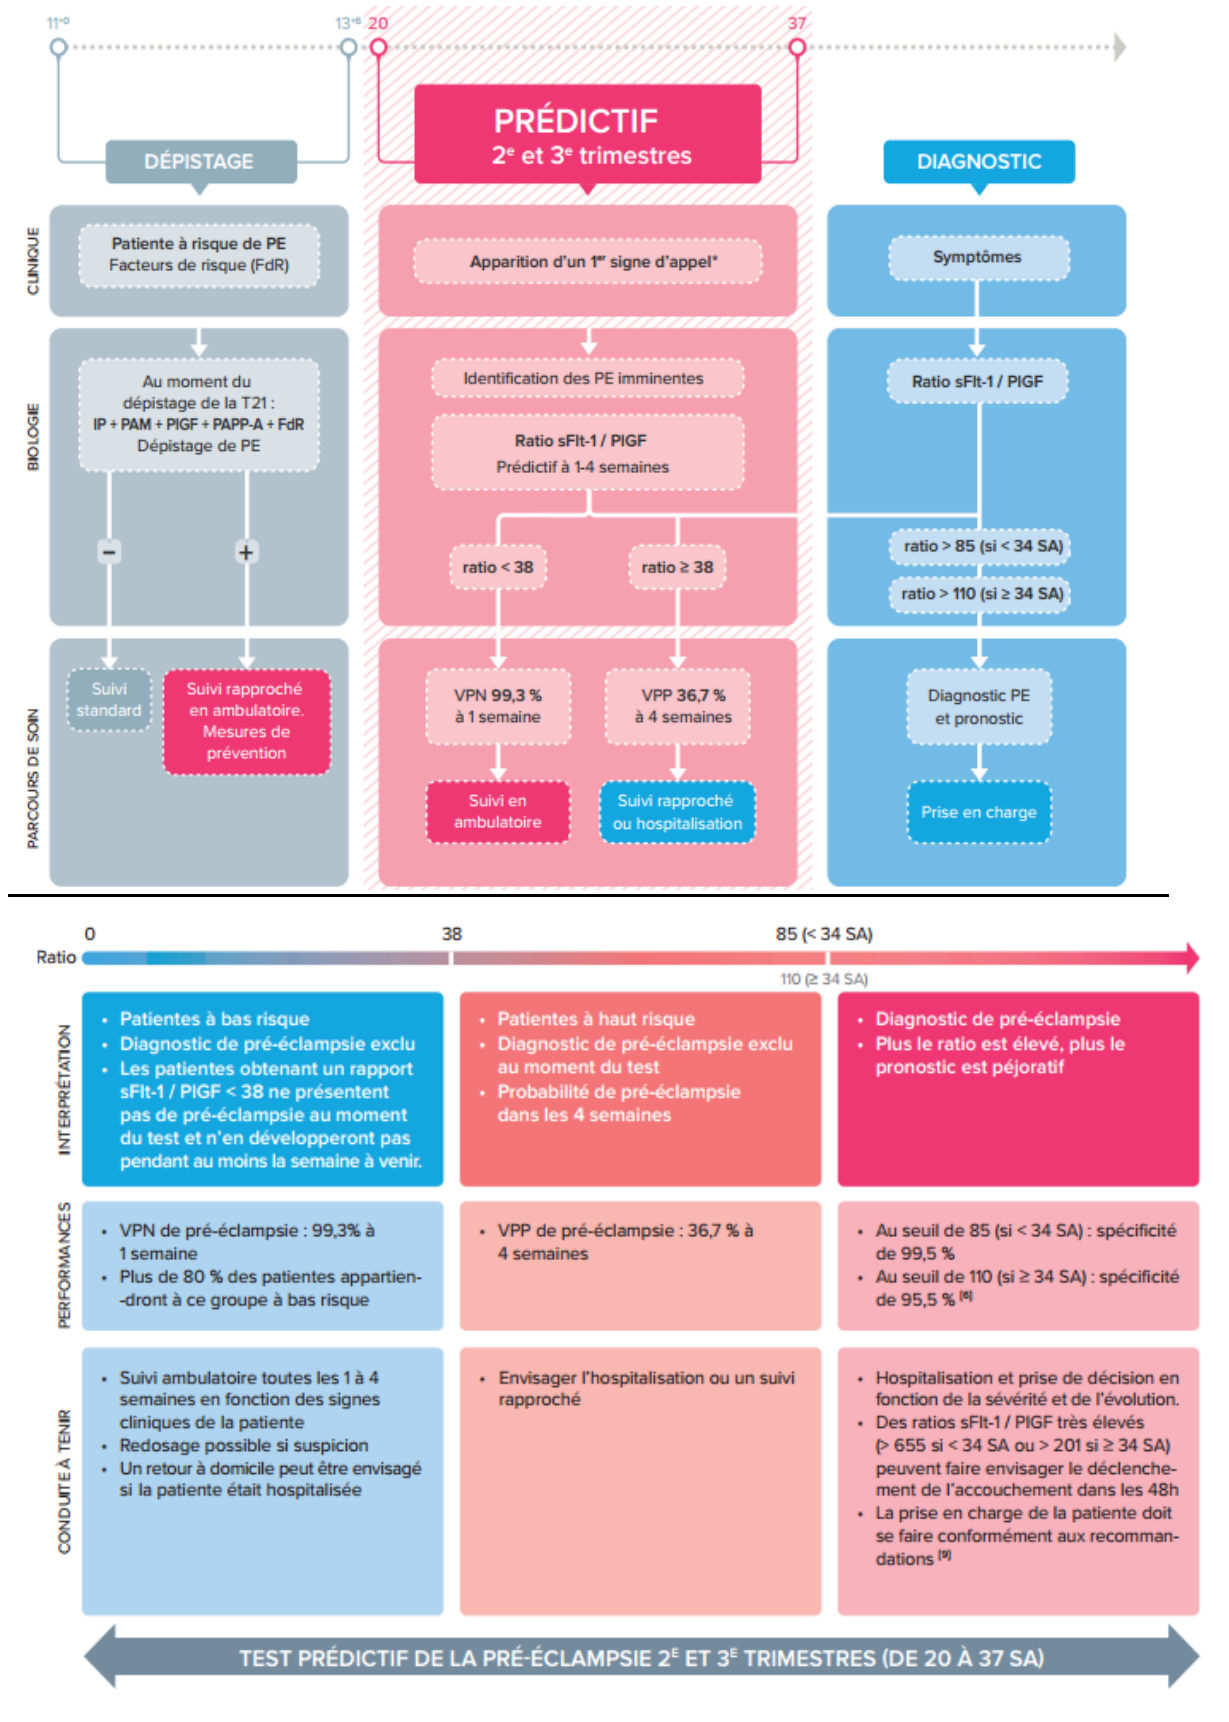 11⁺⁰
13⁺⁶
20
37
DÉPISTAGE
PRÉDICTIF
2ᵉ et 3ᵉ trimestres
DIAGNOSTIC
CLINIQUE
Patiente à risque de PE
Facteurs de risque (FdR)
Apparition d'un 1ᵉʳ signe d'appel*
Symptômes
BIOLOGIE
Au moment du
dépistage de la T21 :
IP + PAM + PlGF + PAPP-A + FdR
Dépistage de PE
–
+
Identification des PE imminentes
Ratio sFlt-1 / PlGF
Prédictif à 1-4 semaines
ratio < 38
ratio ≥ 38
Ratio sFlt-1 / PlGF
ratio > 85 (si < 34 SA)
ratio > 110 (si ≥ 34 SA)
PARCOURS DE SOIN
Suivi
standard
Suivi rapproché
en ambulatoire.
Mesures de
prévention
VPN 99,3 %
à 1 semaine
VPP 36,7 %
à 4 semaines
Suivi en
ambulatoire
Suivi rapproché
ou hospitalisation
Diagnostic PE
et pronostic
Prise en charge
0
38
85 (< 34 SA)
Ratio
110 (≥ 34 SA)
INTERPRÉTATION
• Patientes à bas risque
• Diagnostic de pré-éclampsie exclu
• Les patientes obtenant un rapport
sFlt-1 / PlGF < 38 ne présentent
pas de pré-éclampsie au moment
du test et n'en développeront pas
pendant au moins la semaine à venir.
• Patientes à haut risque
• Diagnostic de pré-éclampsie exclu
au moment du test
• Probabilité de pré-éclampsie
dans les 4 semaines
• Diagnostic de pré-éclampsie
• Plus le ratio est élevé, plus le
pronostic est péjoratif
PERFORMANCES
• VPN de pré-éclampsie : 99,3% à
1 semaine
• Plus de 80 % des patientes appartien-
-dront à ce groupe à bas risque
• VPP de pré-éclampsie : 36,7 % à
4 semaines
• Au seuil de 85 (si < 34 SA) : spécificité
de 99,5 %
• Au seuil de 110 (si ≥ 34 SA) : spécificité
de 95,5 % [6]
CONDUITE À TENIR
• Suivi ambulatoire toutes les 1 à 4
semaines en fonction des signes
cliniques de la patiente
• Redosage possible si suspicion
• Un retour à domicile peut être envisagé
si la patiente était hospitalisée
• Envisager l'hospitalisation ou un suivi
rapproché
• Hospitalisation et prise de décision en
fonction de la sévérité et de l'évolution.
• Des ratios sFlt-1 / PlGF très élevés
(> 655 si < 34 SA ou > 201 si ≥ 34 SA)
peuvent faire envisager le déclenche-
ment de l'accouchement dans les 48h
• La prise en charge de la patiente doit
se faire conformément aux recomman-
dations [9]
TEST PRÉDICTIF DE LA PRÉ-ÉCLAMPSIE 2ᴱ ET 3ᴱ TRIMESTRES (DE 20 À 37 SA)